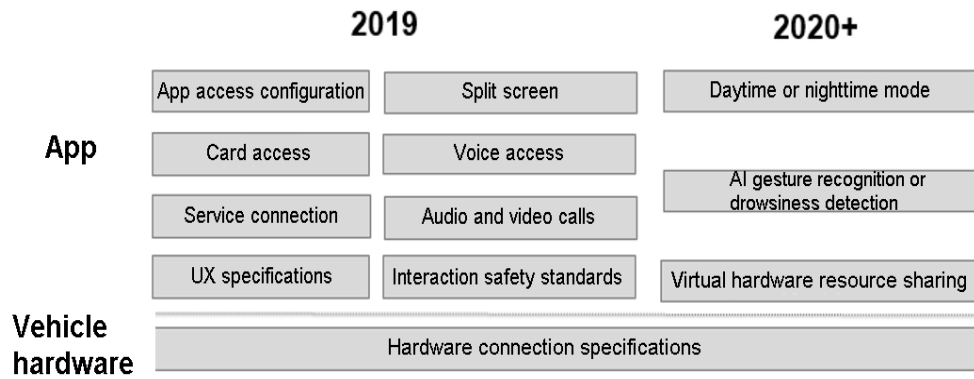 2019
2020+
App access configuration
Split screen
Daytime or nighttime mode
App
Card access
Voice access
AI gesture recognition or
drowsiness detection
Service connection
Audio and video calls
UX specifications
Interaction safety standards
Virtual hardware resource sharing
Vehicle
hardware
Hardware connection specifications